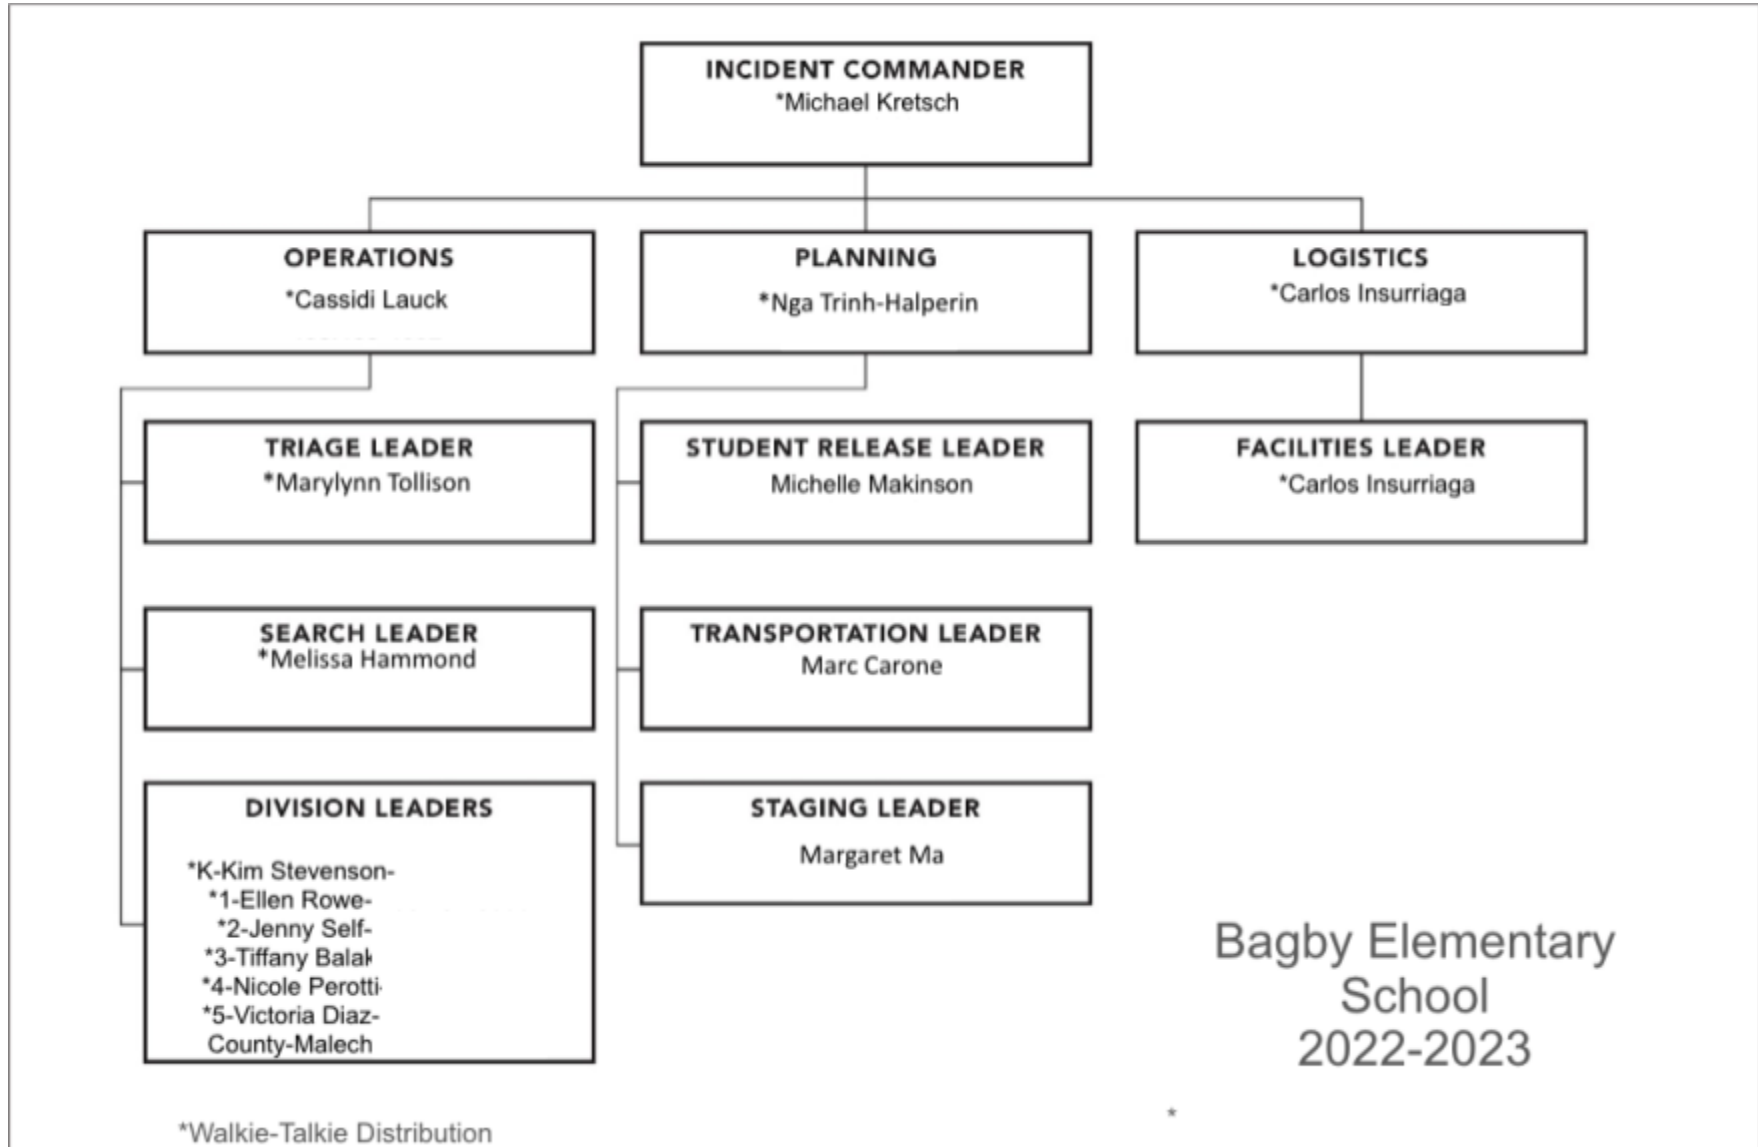 INCIDENT COMMANDER
*Michael Kretsch
OPERATIONS
*Cassidi Lauck
PLANNING
*Nga Trinh-Halperin
LOGISTICS
*Carlos Insurriaga
TRIAGE LEADER
*Marylynn Tollison
STUDENT RELEASE LEADER
Michelle Makinson
FACILITIES LEADER
*Carlos Insurriaga
SEARCH LEADER
*Melissa Hammond
TRANSPORTATION LEADER
Marc Carone
DIVISION LEADERS
*K-Kim Stevenson-
*1-Ellen Rowe-
*2-Jenny Self-
*3-Tiffany
*4-Nicole Perotti-
*5-Victoria Diaz-
County-Malech
STAGING LEADER
Margaret Ma
Bagby Elementary
School
2022-2023
*
*Walkie-Talkie Distribution